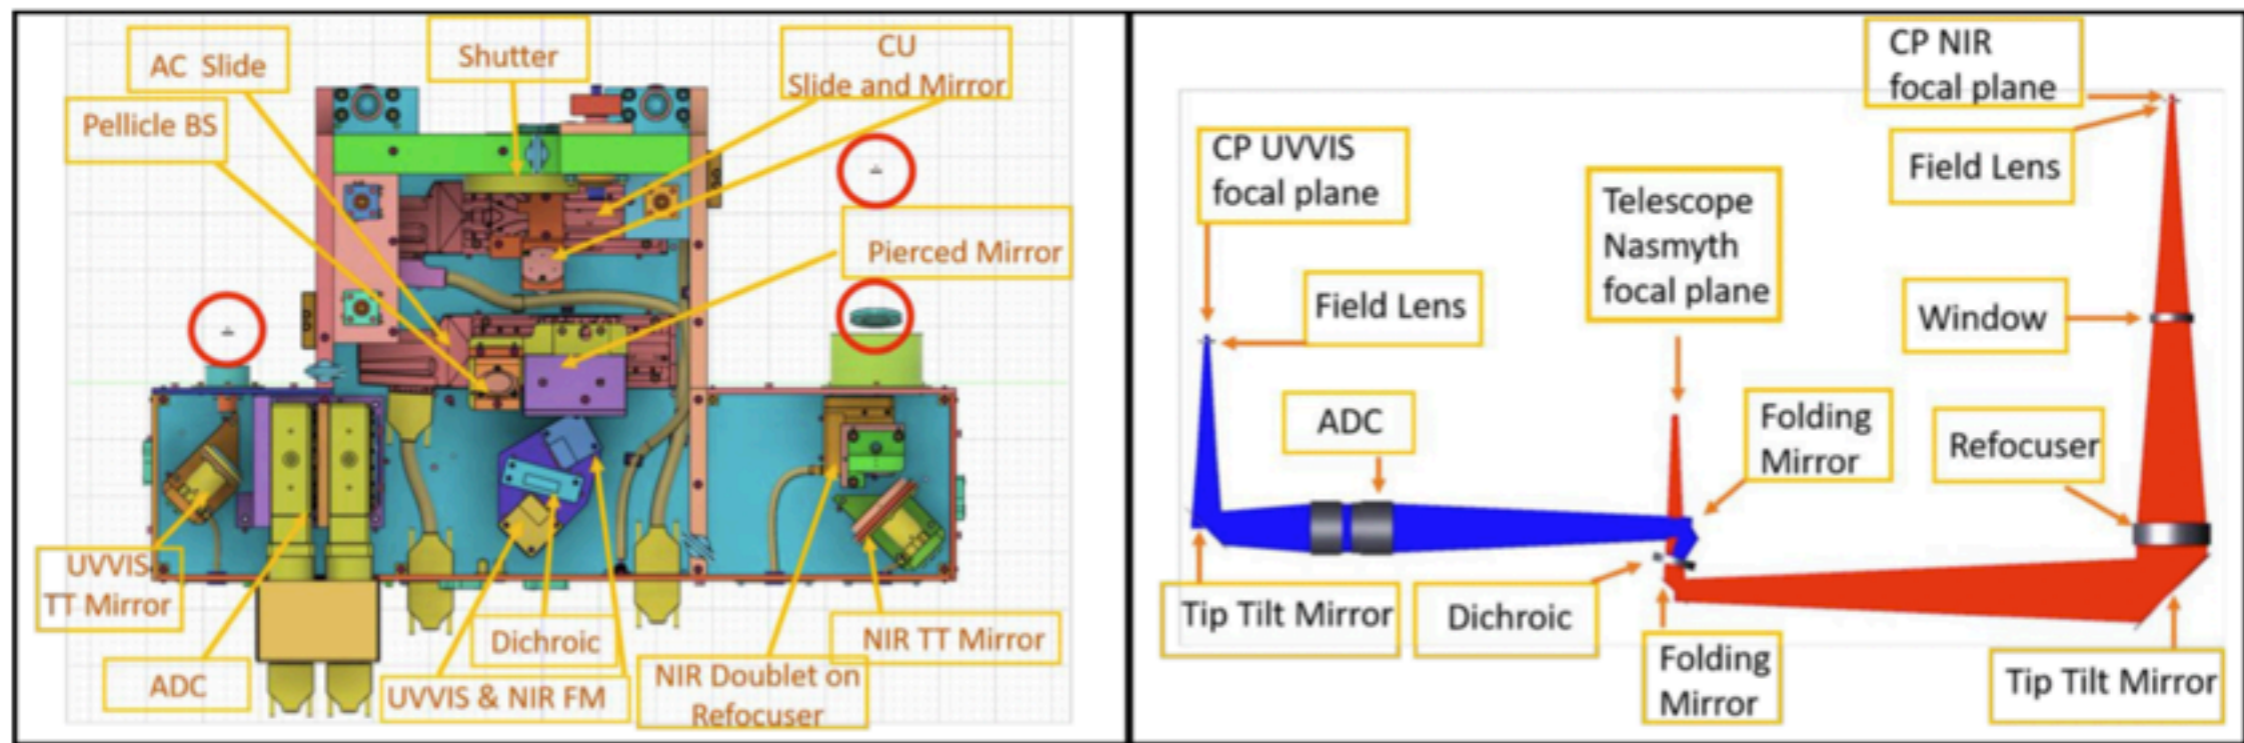 AC Slide
Pellicle BS
Shutter
CU
Slide and Mirror
Pierced Mirror
UVVIS
TT Mirror
ADC
Dichroic
UVVIS & NIR FM
NIR Doublet on
Refocuser
NIR TT Mirror
CP UVVIS
focal plane
Field Lens
ADC
Tip Tilt Mirror
Dichroic
Telescope
Nasmyth
focal plane
Folding
Mirror
Folding
Mirror
CP NIR
focal plane
Field Lens
Window
Refocuser
Tip Tilt Mirror